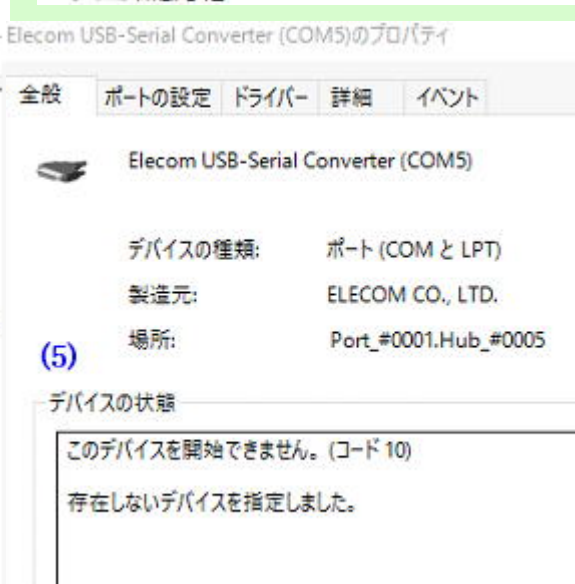 Elecom USB-Serial Converter (COM5)のプロパティ
全般 ポートの設定 ドライバー 詳細 イベント
Elecom USB-Serial Converter (COM5)
デバイスの種類: ポート (COM と LPT)
製造元: ELECOM CO., LTD.
場所: Port_#0001.Hub_#0005
(5)
デバイスの状態
このデバイスを開始できません。 (コード 10)
存在しないデバイスを指定しました。